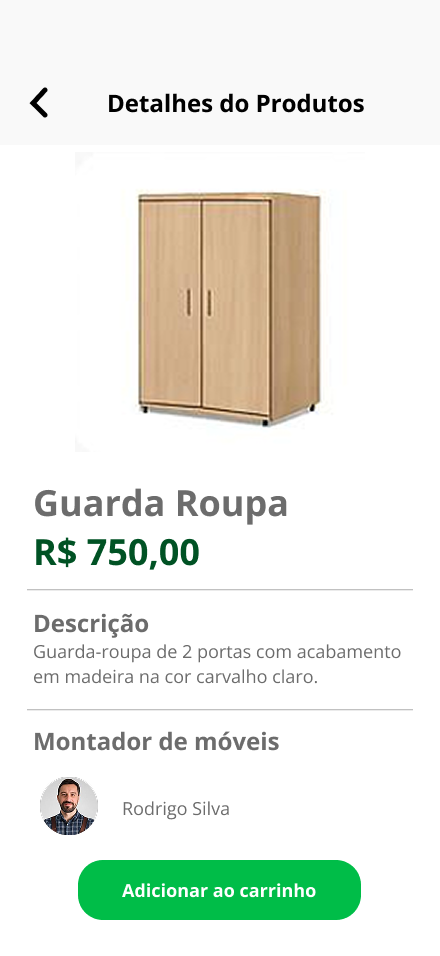 Detalhes do Produtos
Guarda Roupa
R$ 750,00
Descrição
Guarda-roupa de 2 portas com acabamento
em madeira na cor carvalho claro.
Montador de móveis
Rodrigo Silva
Adicionar ao carrinho